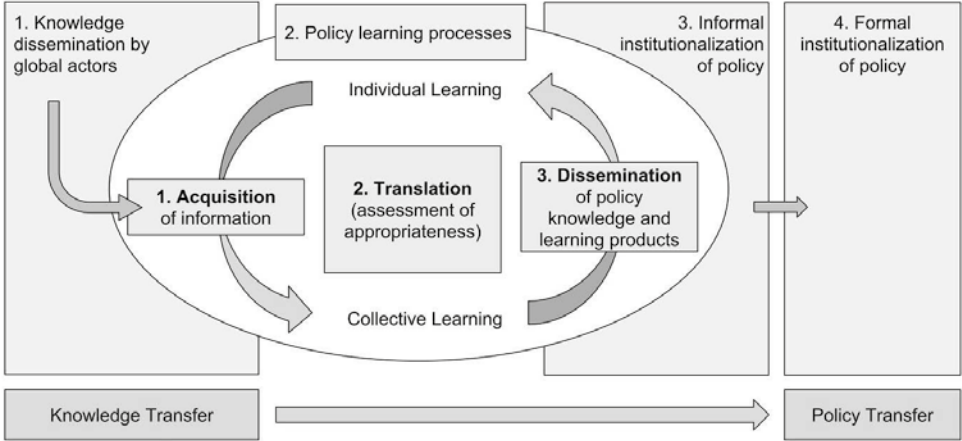 1. Knowledge
dissemination by
global actors
2. Policy learning processes
3. Informal
institutionalization
of policy
4. Formal
institutionalization
of policy
Individual Learning
1. Acquisition
of information
2. Translation
(assessment of
appropriateness)
3. Dissemination
of policy
knowledge and
learning products
Collective Learning
Knowledge Transfer
Policy Transfer